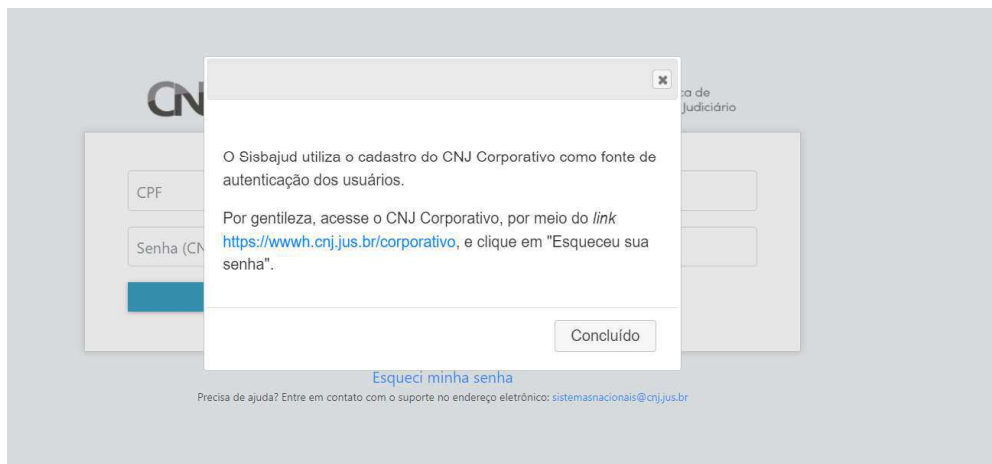 CN
ca de
Judiciário
O Sisbajud utiliza o cadastro do CNJ Corporativo como fonte de
autenticação dos usuários.
CPF
Por gentileza, acesse o CNJ Corporativo, por meio do link
https://wwwh.cnj.jus.br/corporativo, e clique em "Esqueceu sua
senha".
Senha (CN
Concluído
Esqueci minha senha
Precisa de ajuda? Entre em contato com o suporte no endereço eletrônico: sistemasnacionais@cnj.jus.br